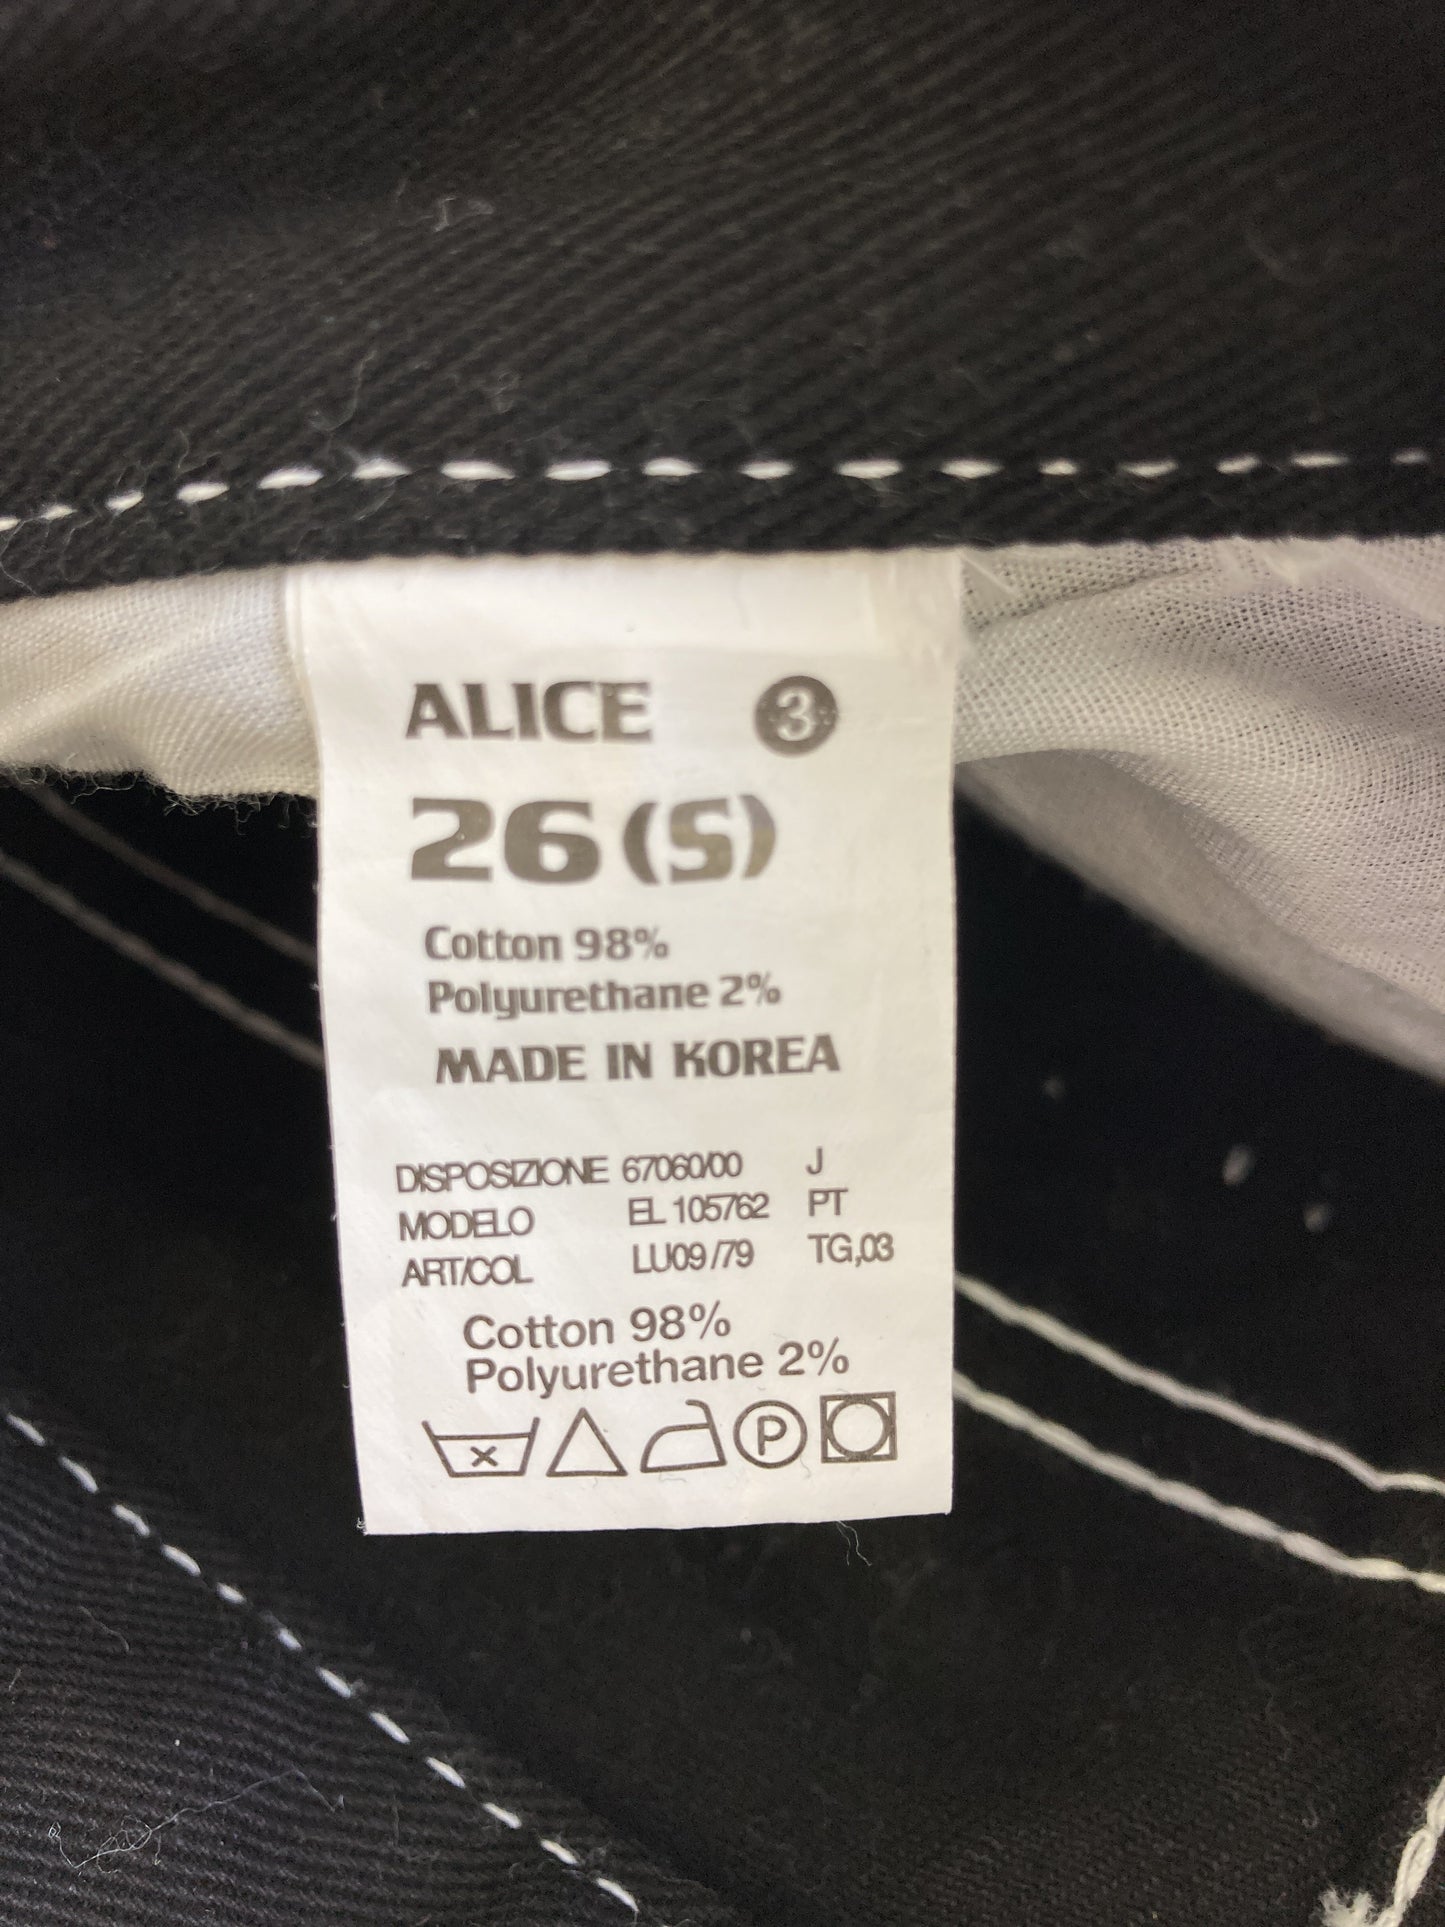 ALICE 3
26 (S)
Cotton 98%
Polyurethane 2%
MADE IN KOREA
DISPOSIZIONE 67060/00 J
MODELO EL 105762 PT
ART/COL LU09/79 TG,03
Cotton 98%
Polyurethane 2%
P